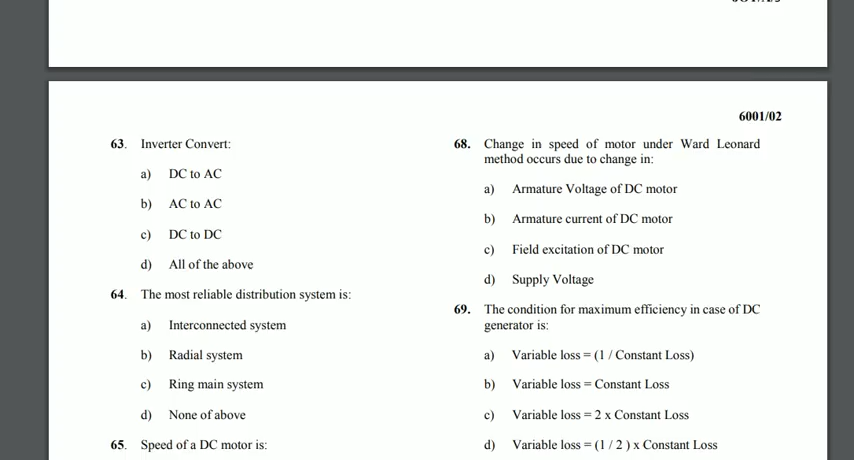 6001/02
63. Inverter Convert:
a) DC to AC
b) AC to AC
c) DC to DC
d) All of the above
64. The most reliable distribution system is:
a) Interconnected system
b) Radial system
c) Ring main system
d) None of above
65. Speed of a DC motor is:
68. Change in speed of motor under Ward Leonard
method occurs due to change in:
a) Armature Voltage of DC motor
b) Armature current of DC motor
c) Field excitation of DC motor
d) Supply Voltage
69. The condition for maximum efficiency in case of DC
generator is:
a) Variable loss = (1 / Constant Loss)
b) Variable loss = Constant Loss
c) Variable loss = 2 x Constant Loss
d) Variable loss = (1 / 2 ) x Constant Loss